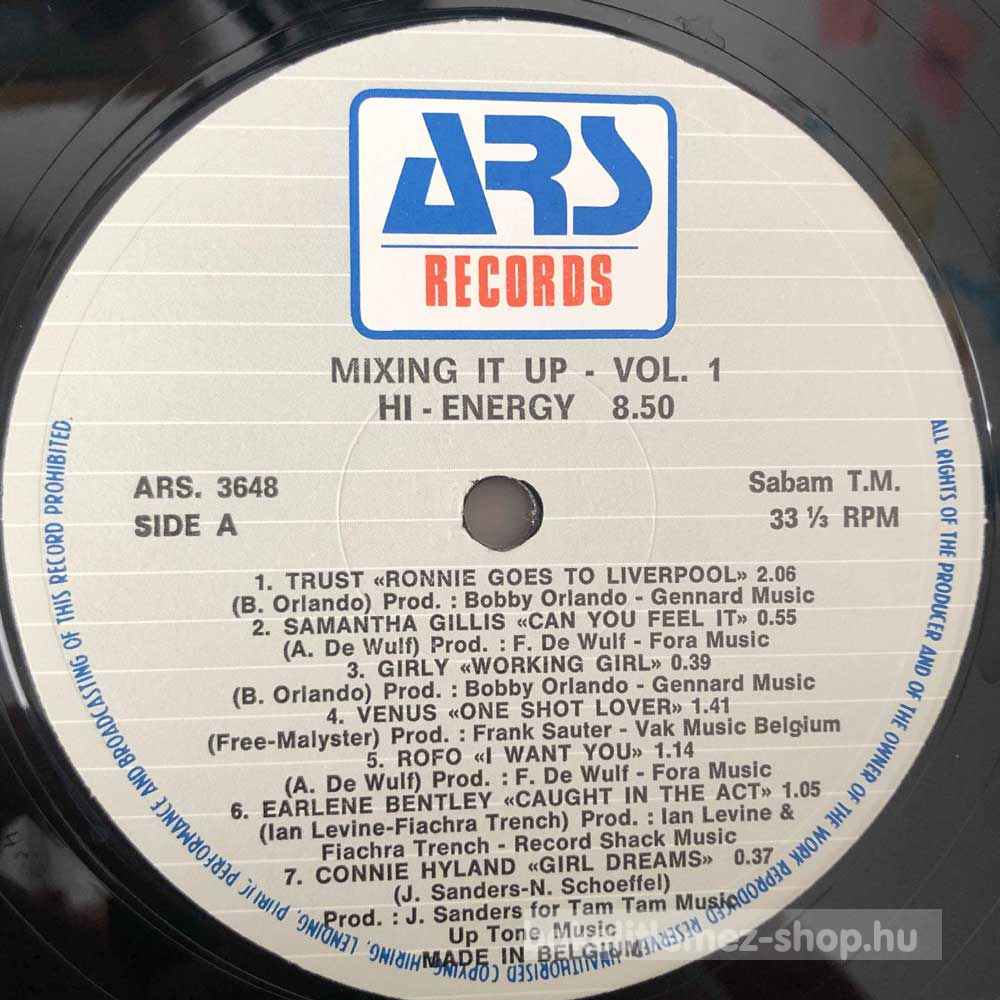 ARS
RECORDS
MIXING IT UP - VOL. 1
HI - ENERGY 8.50
ARS. 3648
SIDE A
Sabam T.M.
33 ⅓ RPM
1. TRUST «RONNIE GOES TO LIVERPOOL» 2.06
(B. Orlando) Prod. : Bobby Orlando - Gennard Music
2. SAMANTHA GILLIS «CAN YOU FEEL IT» 0.55
(A. De Wulf) Prod. : F. De Wulf - Fora Music
3. GIRLY «WORKING GIRL» 0.39
(B. Orlando) Prod. : Bobby Orlando - Gennard Music
4. VENUS «ONE SHOT LOVER» 1.41
(Free-Malyster) Prod. : Frank Sauter - Vak Music Belgium
5. ROFO «I WANT YOU» 1.14
(A. De Wulf) Prod. : F. De Wulf - Fora Music
6. EARLENE BENTLEY «CAUGHT IN THE ACT» 1.05
(Ian Levine-Fiachra Trench) Prod. : Ian Levine &
Fiachra Trench - Record Shack Music
7. CONNIE HYLAND «GIRL DREAMS» 0.37
(J. Sanders-N. Schoeffel)
Prod. : J. Sanders for Tam Tam Music
Up Tone Music
MADE IN BELGIUM
ALL RIGHTS OF THE PRODUCER AND OF THE OWNER OF THE WORK REPRODUCED RESERVED UNAUTHORISED COPYING, HIRING, LENDING, PUBLIC PERFORMANCE AND BROADCASTING OF THIS RECORD PROHIBITED.